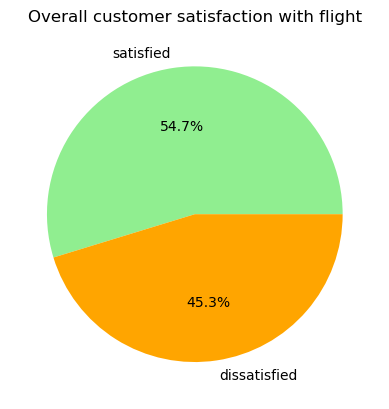 Overall customer satisfaction with flight
satisfied
54.7%
45.3%
dissatisfied